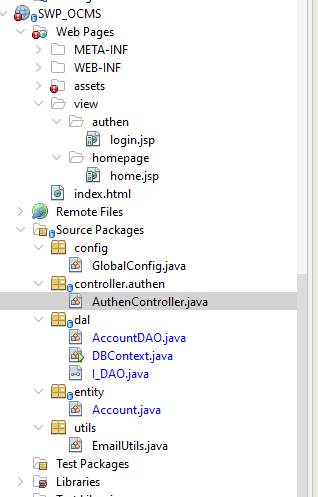 SWP_OCMS
Web Pages
META-INF
WEB-INF
assets
view
authen
login.jsp
homepage
home.jsp
index.html
Remote Files
Source Packages
config
GlobalConfig.java
controller.authen
AuthenController.java
dal
AccountDAO.java
DBContext.java
I_DAO.java
entity
Account.java
utils
EmailUtils.java
Test Packages
Libraries